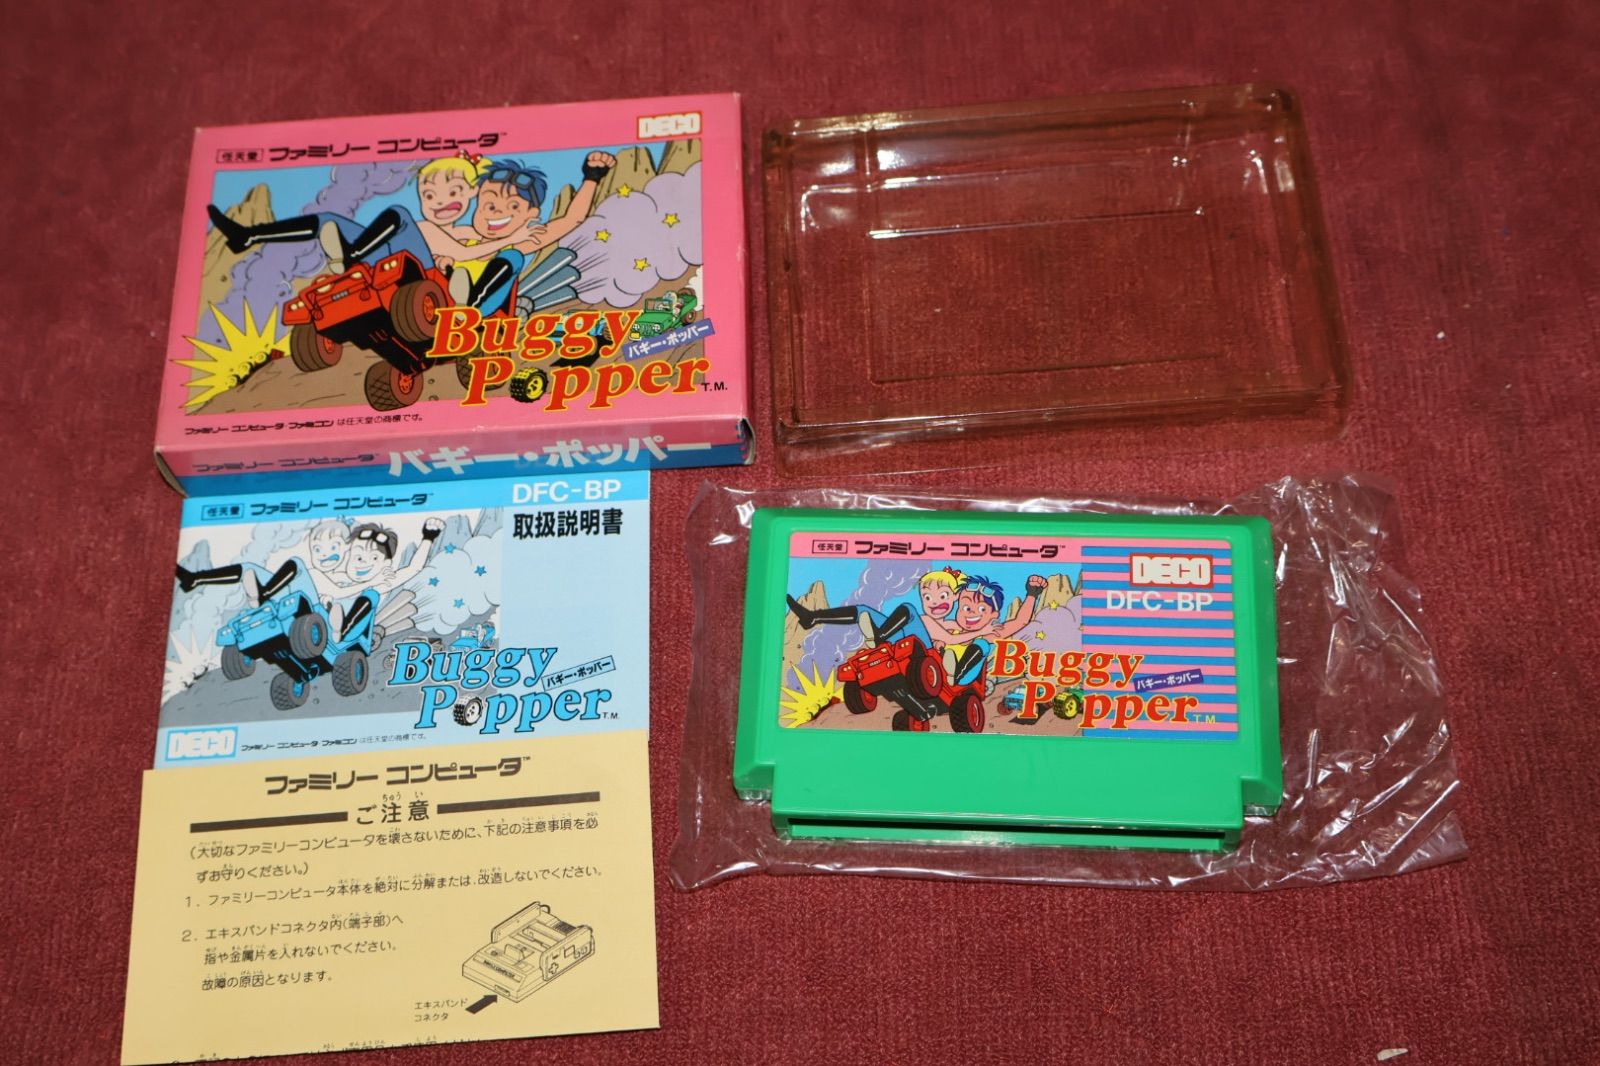 任天堂 ファミリー コンピュータ™
DECO
Buggy
バギー・ポッパー
Popper T.M.
ファミリー コンピュータ・ファミコン は任天堂の商標です。
ファミリー コンピュータ バギー・ポッパー
任天堂 ファミリー コンピュータ™
DFC-BP
取扱説明書
Buggy
バギー・ポッパー
Popper T.M.
DECO ファミリー コンピュータ・ファミコン は任天堂の商標です。
任天堂 ファミリー コンピュータ™
DECO
DFC-BP
Buggy
バギー・ポッパー
Popper T.M.
ファミリー コンピュータ™
ちゅう い
ご注意
(大切なファミリーコンピュータを壊さないために、下記の注意事項を必
ずお守りください。)
1. ファミリーコンピュータ本体を絶対に分解または、改造しないでください。
2. エキスパンドコネクタ内(端子部)へ
指や金属片を入れないでください。
故障の原因となります。
エキスパンド
コネクタ